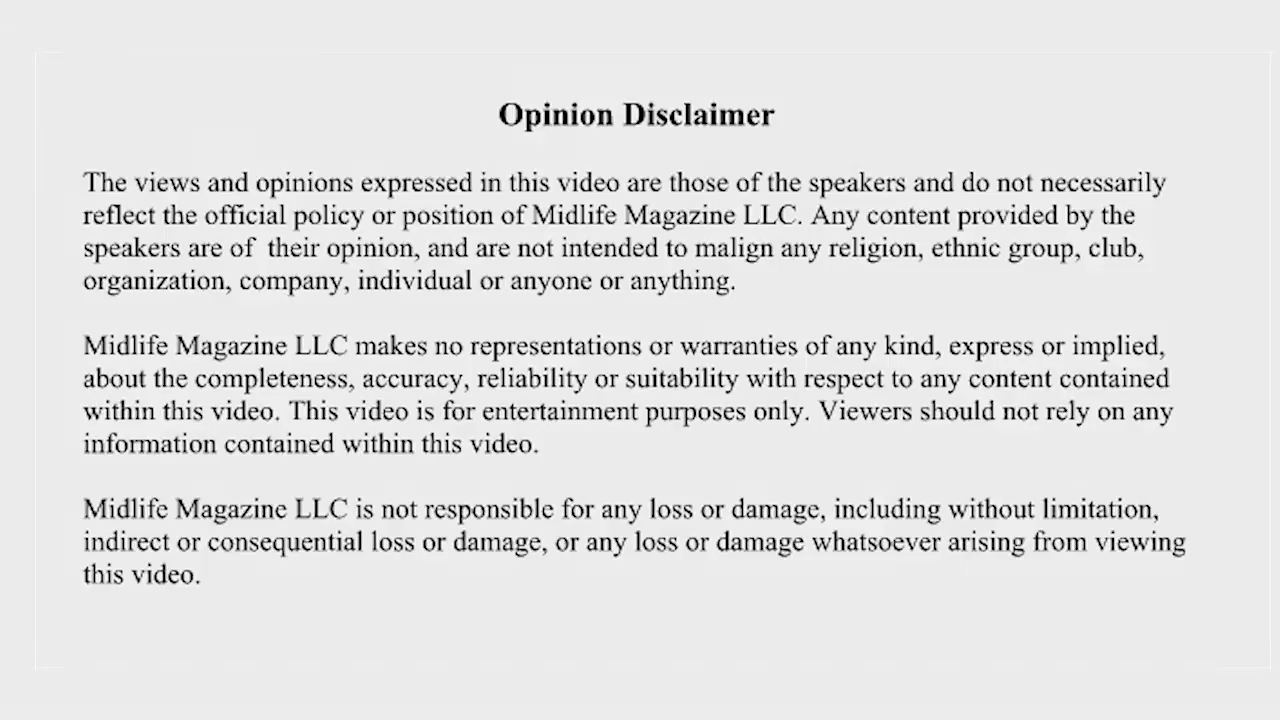 Opinion Disclaimer
The views and opinions expressed in this video are those of the speakers and do not necessarily
reflect the official policy or position of Midlife Magazine LLC. Any content provided by the
speakers are of  their opinion, and are not intended to malign any religion, ethnic group, club,
organization, company, individual or anyone or anything.
Midlife Magazine LLC makes no representations or warranties of any kind, express or implied,
about the completeness, accuracy, reliability or suitability with respect to any content contained
within this video. This video is for entertainment purposes only. Viewers should not rely on any
information contained within this video.
Midlife Magazine LLC is not responsible for any loss or damage, including without limitation,
indirect or consequential loss or damage, or any loss or damage whatsoever arising from viewing
this video.